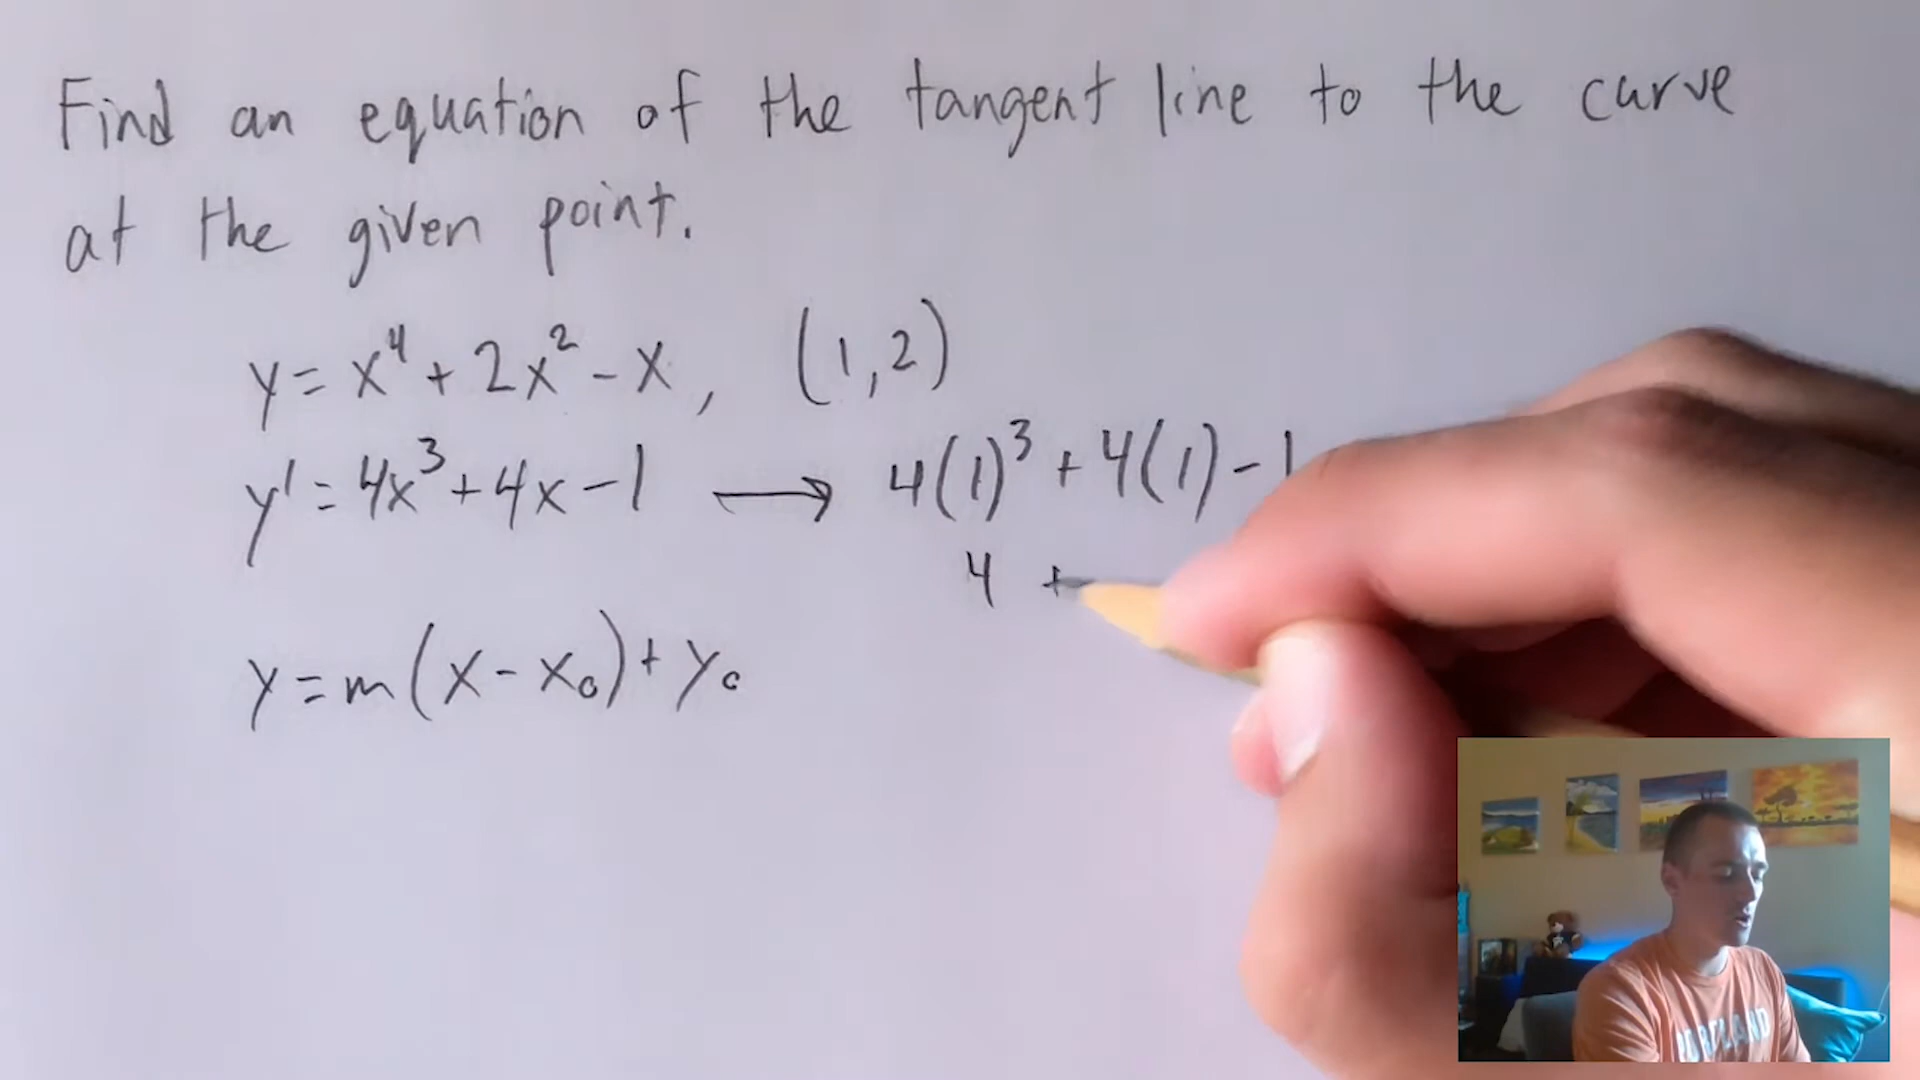 Find an equation of the tangent line to the curve
at the given point.
y = x⁴ + 2x² - x, (1,2)
y' = 4x³ + 4x - 1 ⟶ 4(1)³ + 4(1) - 1
4 +
y = m(x - x₀) + y₀